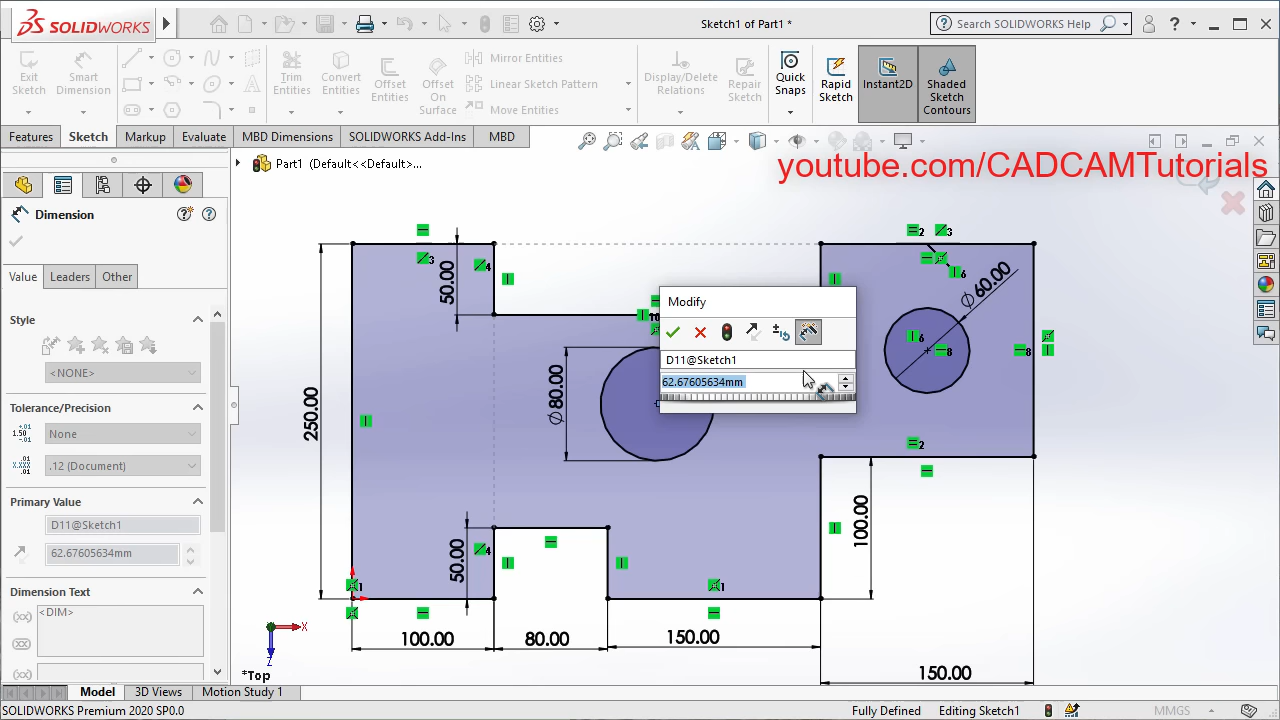 SOLIDWORKS
Sketch1 of Part1 *
Search SOLIDWORKS Help
Exit Sketch
Smart Dimension
Trim Entities
Convert Entities
Offset Entities
Offset On Surface
Mirror Entities
Linear Sketch Pattern
Move Entities
Display/Delete Relations
Repair Sketch
Quick Snaps
Rapid Sketch
Instant2D
Shaded Sketch Contours
Features
Sketch
Markup
Evaluate
MBD Dimensions
SOLIDWORKS Add-Ins
MBD
Part1 (Default<<Default>...
youtube.com/CADCAMTutorials
Dimension
Value
Leaders
Other
Style
<NONE>
Tolerance/Precision
None
.12 (Document)
Primary Value
D11@Sketch1
62.67605634mm
Dimension Text
<DIM>
Modify
D11@Sketch1
62.67605634mm
50.00
Ø60.00
250.00
Ø80.00
50.00
100.00
100.00
80.00
150.00
150.00
X
Z
*Top
Model
3D Views
Motion Study 1
SOLIDWORKS Premium 2020 SP0.0
Fully Defined
Editing Sketch1
MMGS